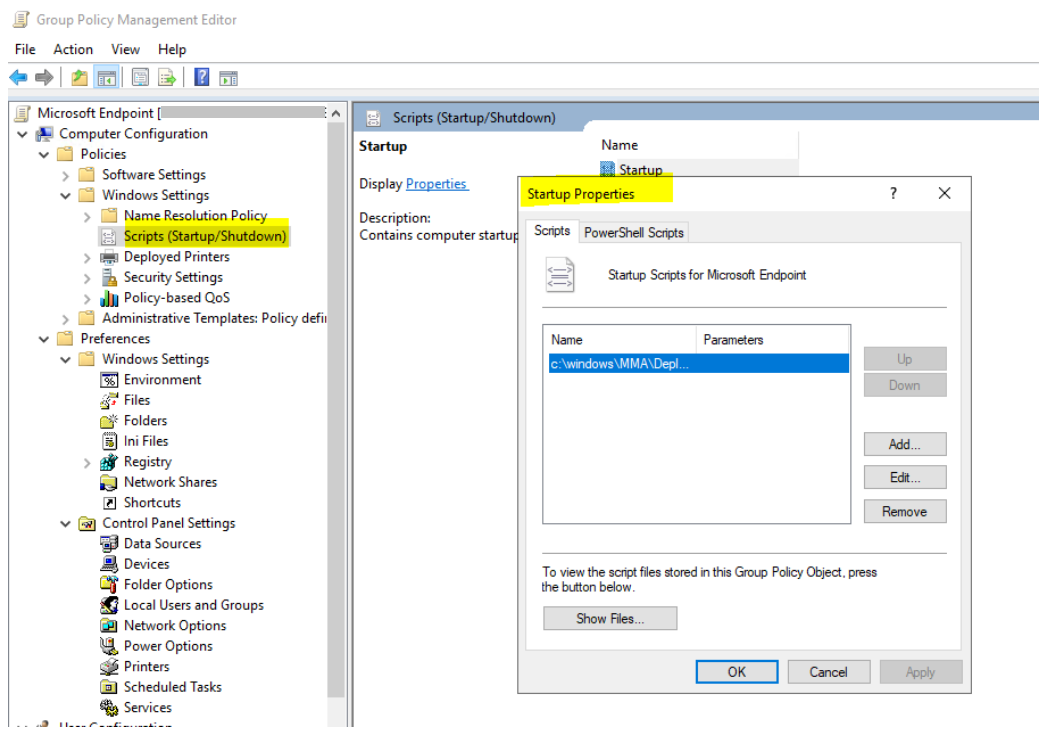 Group Policy Management Editor
File Action View Help
Microsoft Endpoint [
Computer Configuration
Policies
Software Settings
Windows Settings
Name Resolution Policy
Scripts (Startup/Shutdown)
Deployed Printers
Security Settings
Policy-based QoS
Administrative Templates: Policy defi
Preferences
Windows Settings
Environment
Files
Folders
Ini Files
Registry
Network Shares
Shortcuts
Control Panel Settings
Data Sources
Devices
Folder Options
Local Users and Groups
Network Options
Power Options
Printers
Scheduled Tasks
Services
User Configuration
Scripts (Startup/Shutdown)
Startup
Display Properties
Description:
Contains computer startup
Name
Startup
Startup Properties
? ×
Scripts PowerShell Scripts
Startup Scripts for Microsoft Endpoint
Name Parameters
c:\windows\MMA\Depl...
Up
Down
Add...
Edit...
Remove
To view the script files stored in this Group Policy Object, press
the button below.
Show Files...
OK Cancel Apply